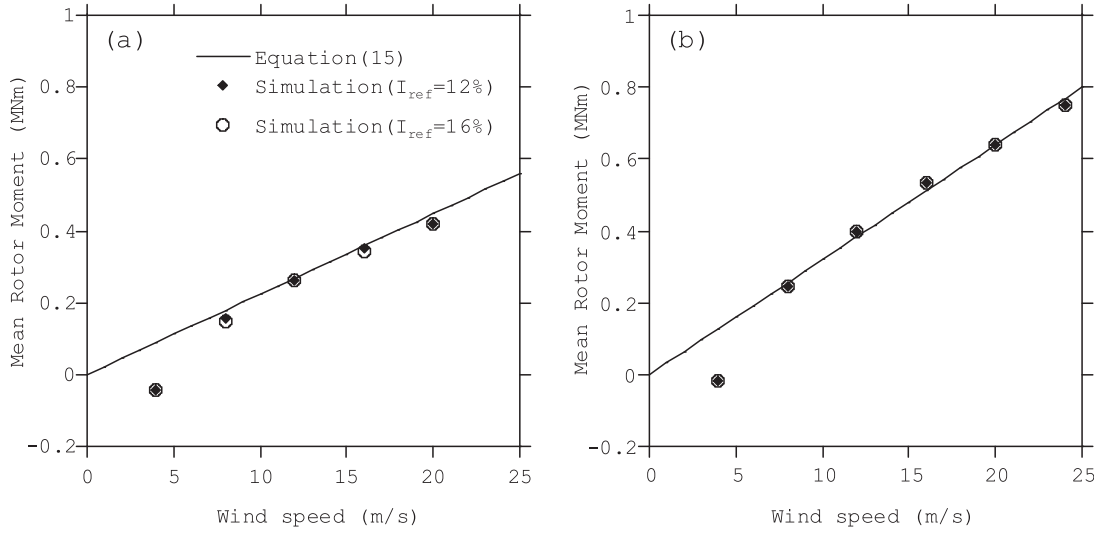 (a)
Equation(15)
Simulation(I_ref=12%)
Simulation(I_ref=16%)
Mean Rotor Moment (MNm)
1
0.8
0.6
0.4
0.2
0
-0.2
0 5 10 15 20 25
Wind speed (m/s)
(b)
Mean Rotor Moment (MNm)
1
0.8
0.6
0.4
0.2
0
-0.2
0 5 10 15 20 25
Wind speed (m/s)